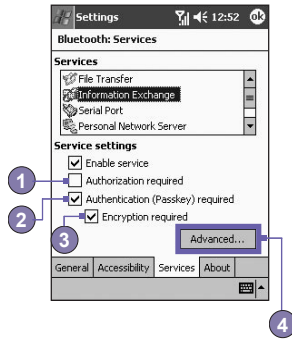 Settings 12:52 ok
Bluetooth: Services
Services
File Transfer
Information Exchange
Serial Port
Personal Network Server
Service settings
Enable service
1 Authorization required
2 Authentication (Passkey) required
3 Encryption required
Advanced...
General Accessibility Services About
4